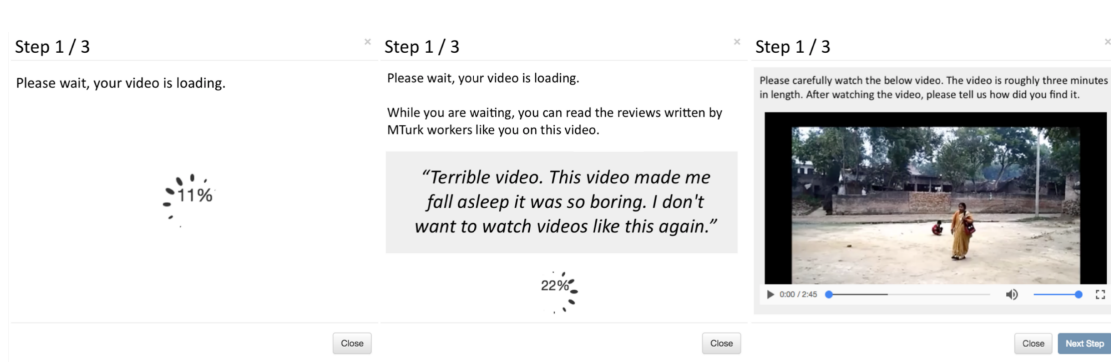 Step 1 / 3
×
Please wait, your video is loading.
11%
Close
Step 1 / 3
×
Please wait, your video is loading.
While you are waiting, you can read the reviews written by
MTurk workers like you on this video.
“Terrible video. This video made me
fall asleep it was so boring. I don't
want to watch videos like this again.”
22%
Close
Step 1 / 3
×
Please carefully watch the below video. The video is roughly three minutes
in length. After watching the video, please tell us how did you find it.
0:00 / 2:45
Close
Next Step